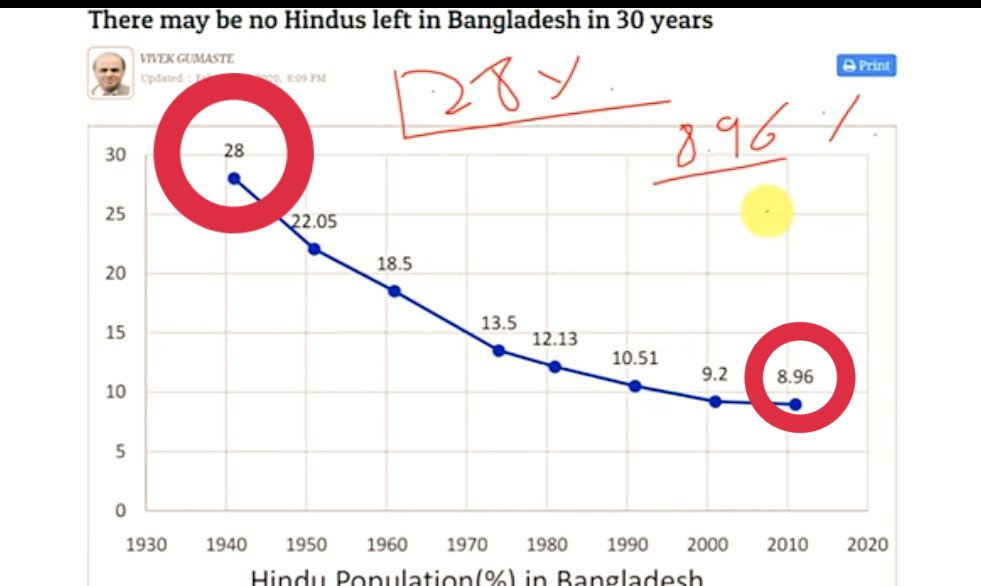 There may be no Hindus left in Bangladesh in 30 years
VIVEK GUMASTE
Updated : 2020, 8:09 PM
Print
28 %
8.96 %
30
28
25
22.05
20
18.5
15
13.5
12.13
10.51
9.2
8.96
10
5
0
1930 1940 1950 1960 1970 1980 1990 2000 2010 2020
Hindu Population(%) in Bangladesh